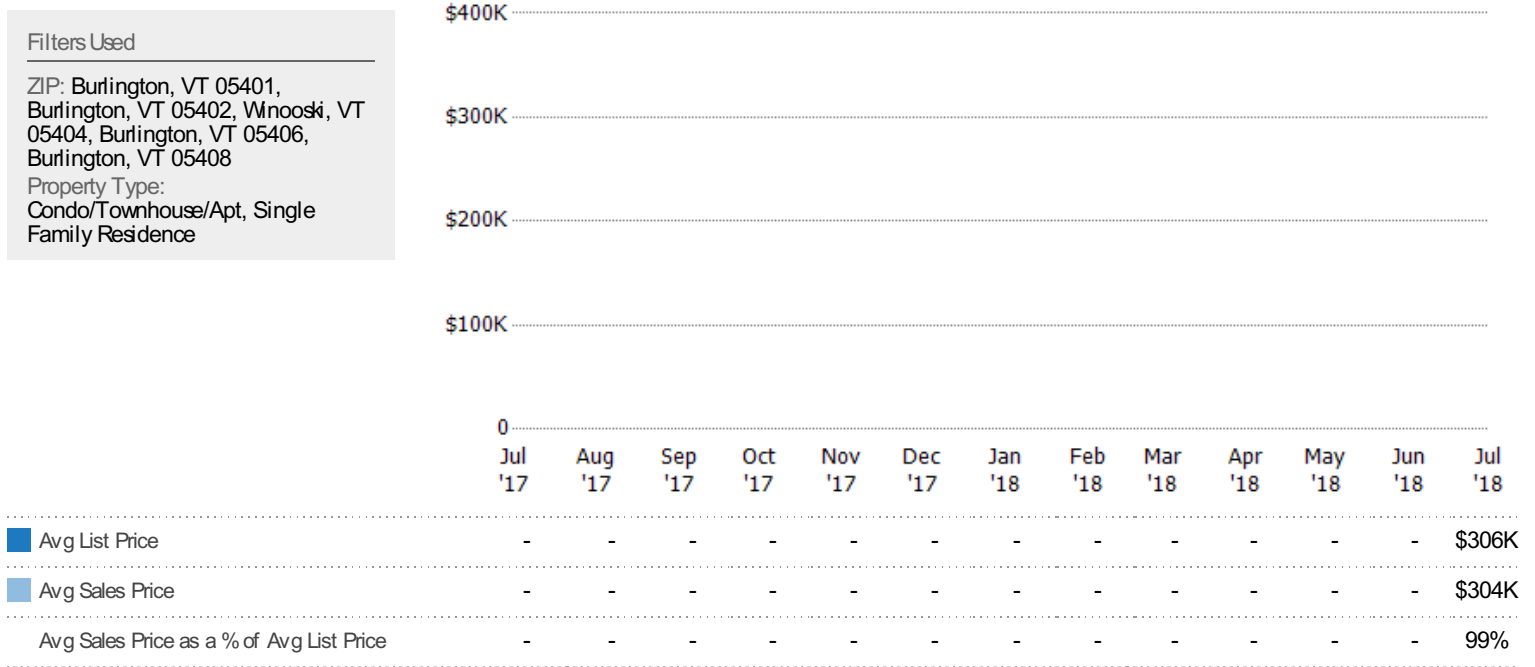 Filters Used
ZIP: Burlington, VT 05401,
Burlington, VT 05402, Winooski, VT
05404, Burlington, VT 05406,
Burlington, VT 05408
Property Type:
Condo/Townhouse/Apt, Single
Family Residence
$400K
$300K
$200K
$100K
0
Jul '17 Aug '17 Sep '17 Oct '17 Nov '17 Dec '17 Jan '18 Feb '18 Mar '18 Apr '18 May '18 Jun '18 Jul '18
Avg List Price - - - - - - - - - - - - $306K
Avg Sales Price - - - - - - - - - - - - $304K
Avg Sales Price as a % of Avg List Price - - - - - - - - - - - - 99%